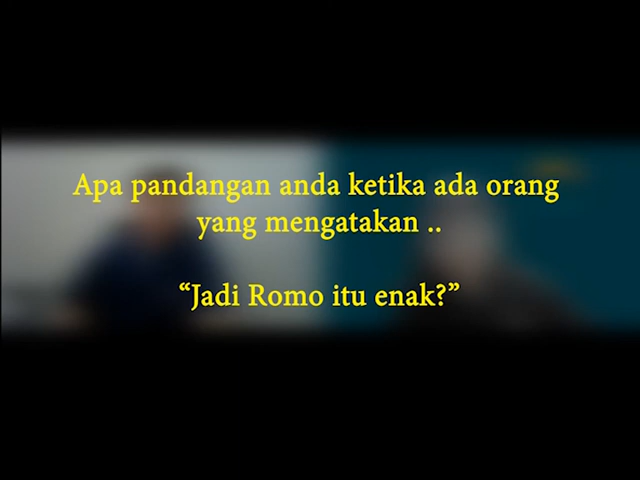 Apa pandangan anda ketika ada orang
yang mengatakan ..
“Jadi Romo itu enak?”